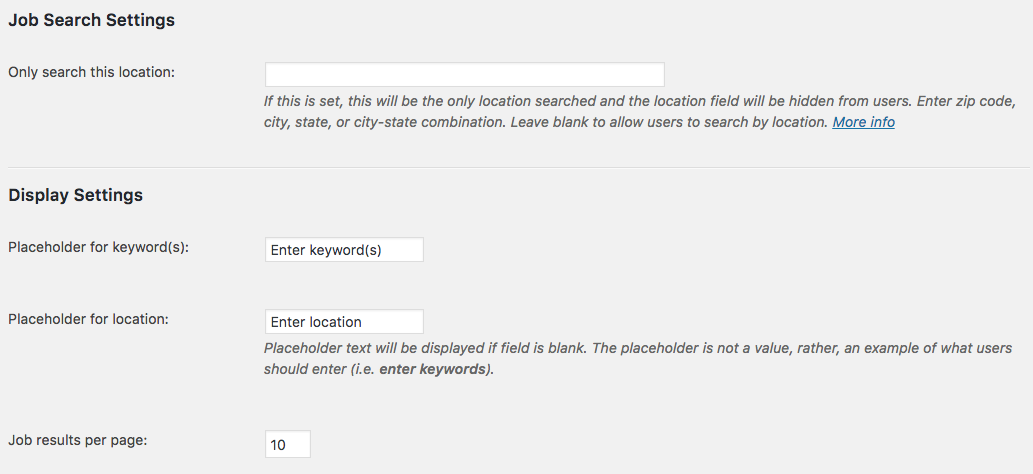 Job Search Settings
Only search this location:
If this is set, this will be the only location searched and the location field will be hidden from users. Enter zip code,
city, state, or city-state combination. Leave blank to allow users to search by location. More info
Display Settings
Placeholder for keyword(s):
Enter keyword(s)
Placeholder for location:
Enter location
Placeholder text will be displayed if field is blank. The placeholder is not a value, rather, an example of what users
should enter (i.e. enter keywords).
Job results per page:
10